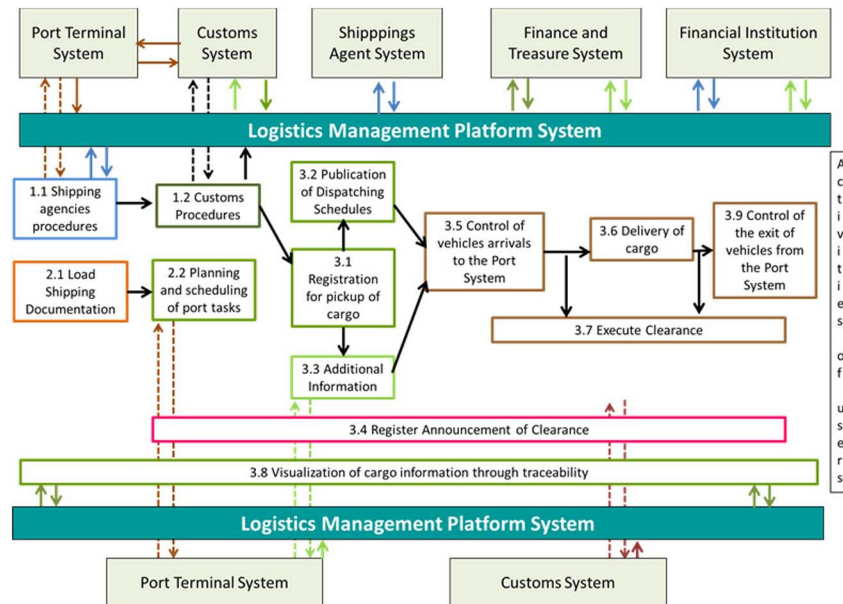 Port Terminal
System
Customs
System
Shipppings
Agent System
Finance and
Treasure System
Financial Institution
System
Logistics Management Platform System
1.1 Shipping
agencies
procedures
1.2 Customs
Procedures
3.2 Publication
of Dispatching
Schedules
3.5 Control of
vehicles arrivals
to the Port
System
3.6 Delivery of
cargo
3.9 Control of
the exit of
vehicles from
the Port
System
2.1 Load
Shipping
Documentation
2.2 Planning
and scheduling
of port tasks
3.1
Registration
for pickup of
cargo
3.7 Execute Clearance
3.3 Additional
Information
3.4 Register Announcement of Clearance
3.8 Visualization of cargo information through traceability
Activities of users
Logistics Management Platform System
Port Terminal System
Customs System